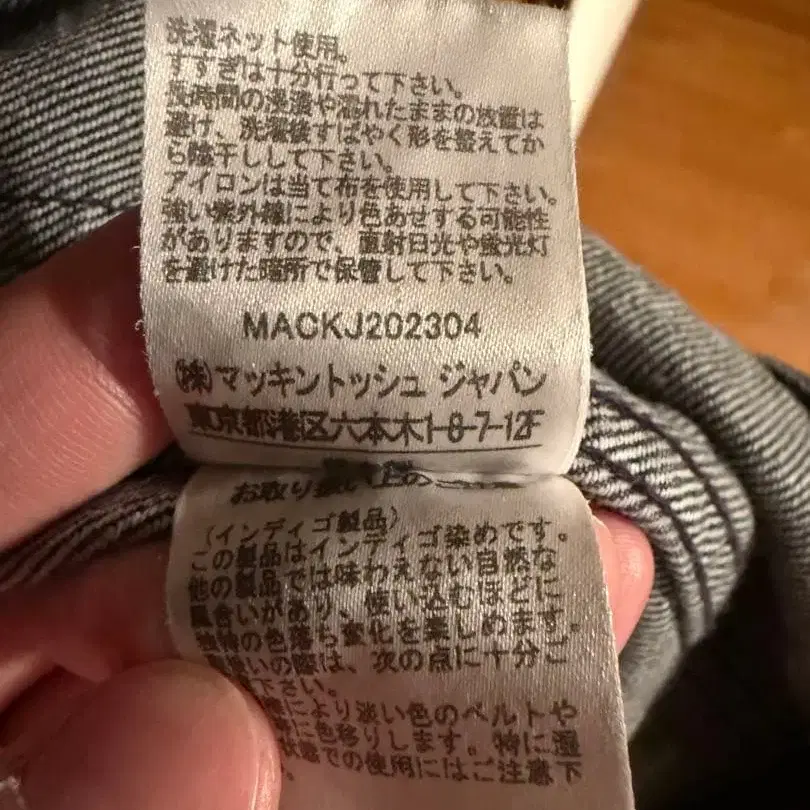 洗濯ネット使用。
すすぎは十分行って下さい。
長時間の浸漬や濡れたままの放置は
避け、洗濯後すばやく形を整えてか
ら陰干しして下さい。
アイロンは当て布を使用して下さい。
強い紫外線により色あせする可能性
がありますので、直射日光や蛍光灯
を避けた暗所で保管して下さい。
MACKJ202304
(株)マッキントッシュ ジャパン
東京都港区六本木1-8-7-12F
お取り扱い上の
(インディゴ製品)
この製品はインディゴ染めです。
他の製品では味わえない自然な
風合いがあり、使い込むほどに
独特の色落ち変化を楽しめます。
扱いの際は、次の点に十分ご
下さい。
により淡い色のベルトや
に色移りします。特に湿
状態での使用にはご注意下